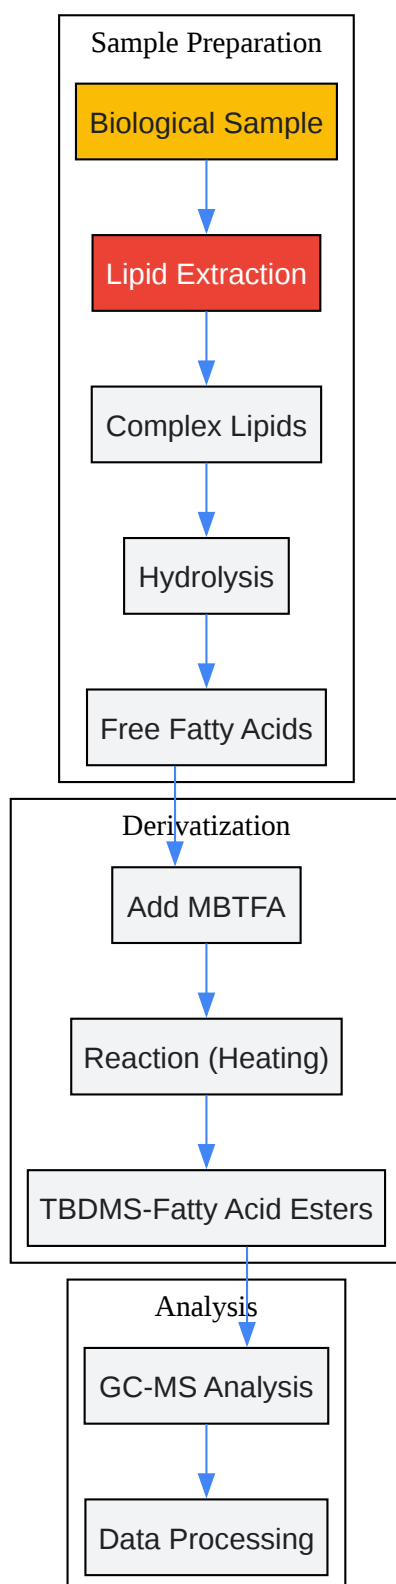 Sample Preparation
Biological Sample
Lipid Extraction
Complex Lipids
Hydrolysis
Free Fatty Acids
Derivatization
Add MBTFA
Reaction (Heating)
TBDMS-Fatty Acid Esters
Analysis
GC-MS Analysis
Data Processing